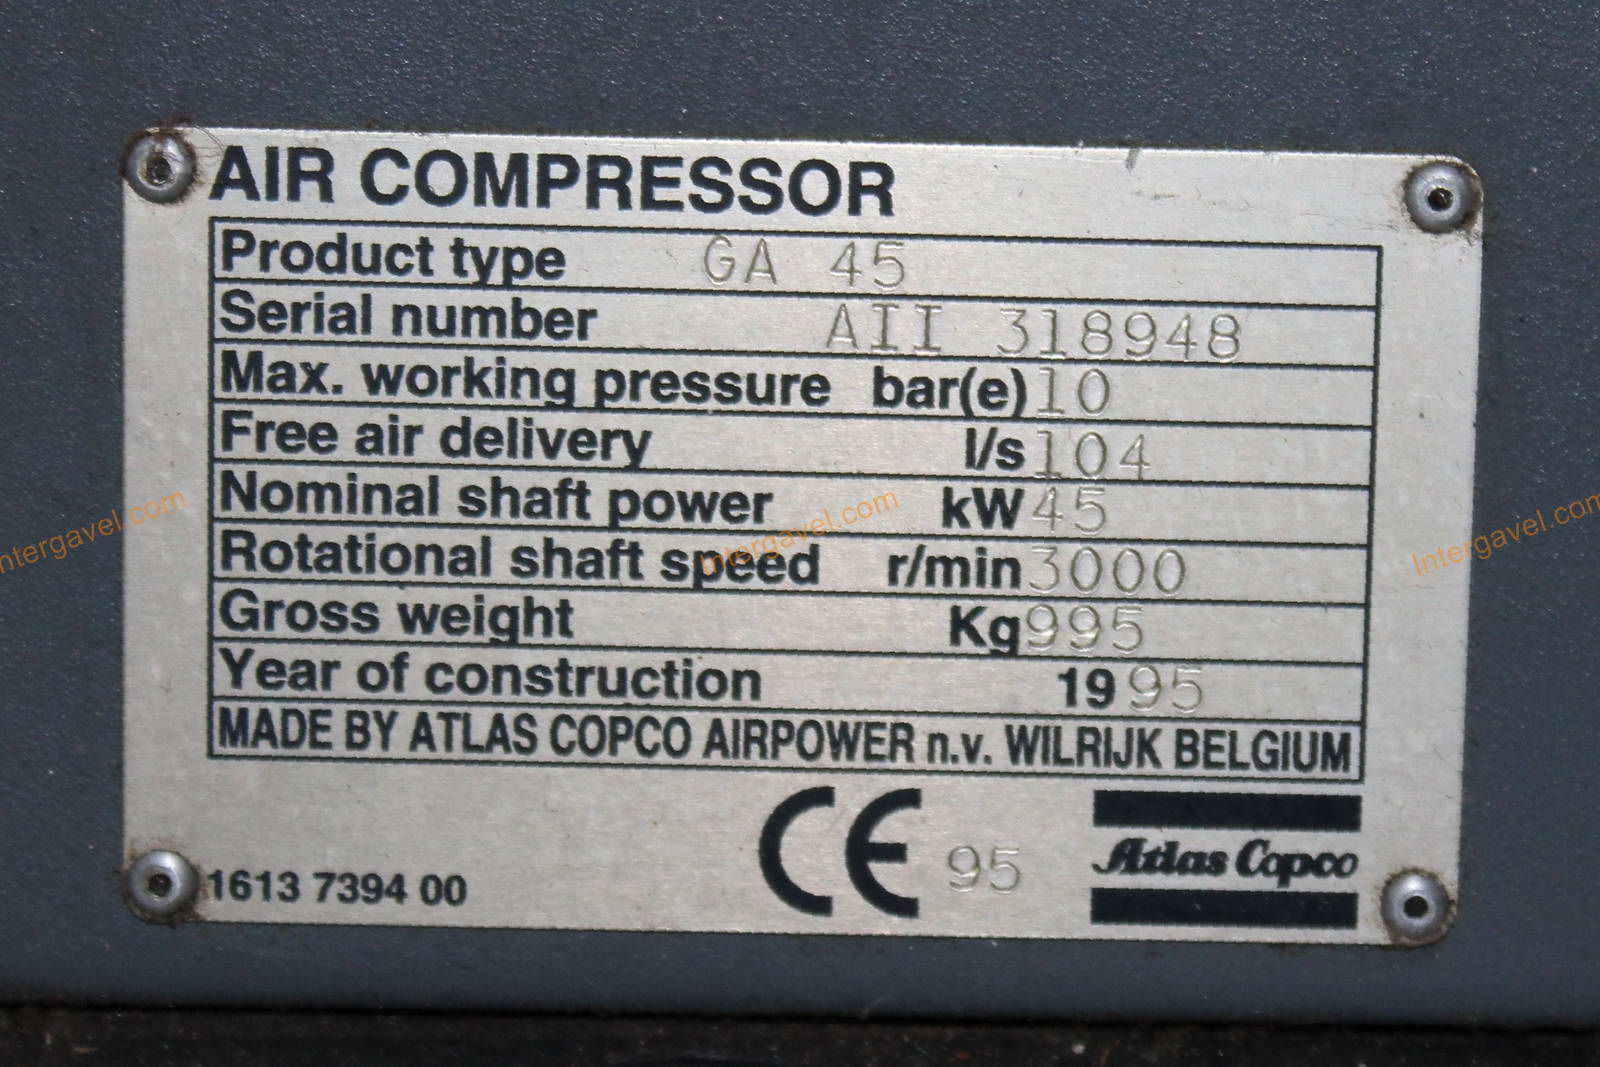 AIR COMPRESSOR
Product type GA 45
Serial number AII 318948
Max. working pressure bar(e) 10
Free air delivery l/s 104
Nominal shaft power kW 45
Rotational shaft speed r/min 3000
Gross weight Kg 995
Year of construction 1995
MADE BY ATLAS COPCO AIRPOWER n.v. WILRIJK BELGIUM
1613 7394 00 CE 95 Atlas Copco
Intergavel.com Intergavel.com Intergavel.com